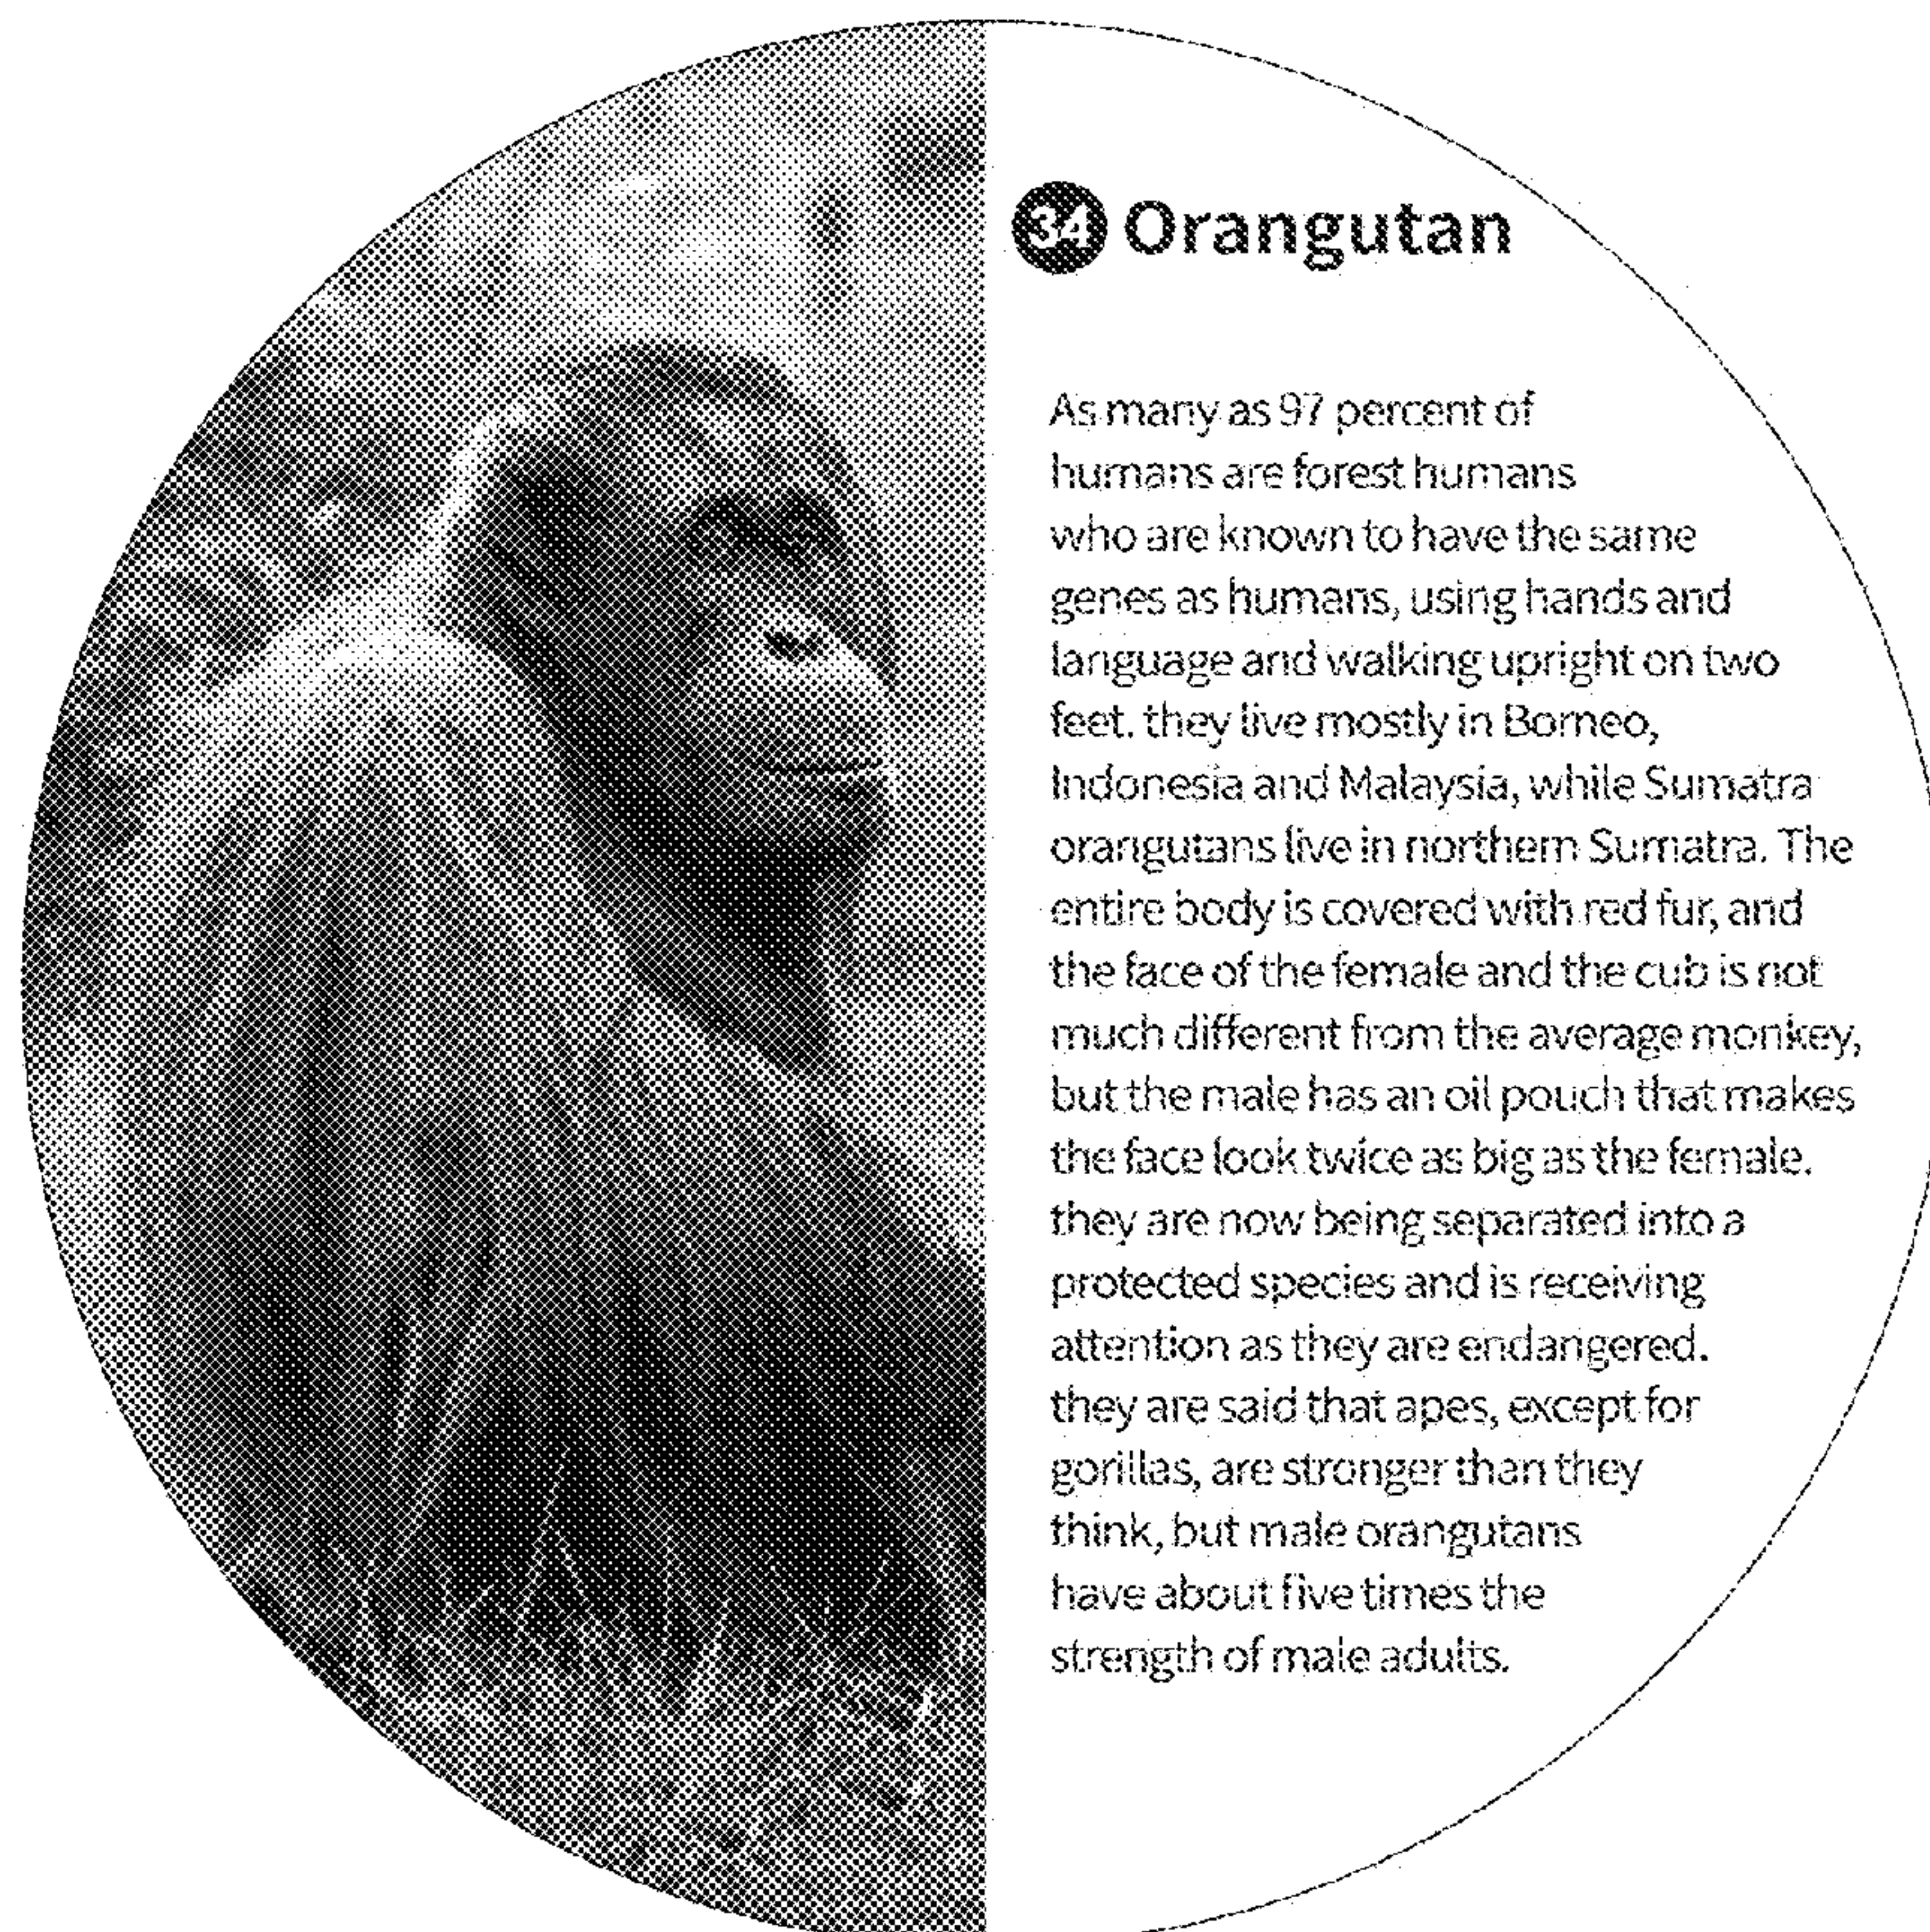 34 Orangutan
As many as 97 percent of
humans are forest humans
who are known to have the same
genes as humans, using hands and
language and walking upright on two
feet. they live mostly in Borneo,
Indonesia and Malaysia, while Sumatra
orangutans live in northern Sumatra. The
entire body is covered with red fur, and
the face of the female and the cub is not
much different from the average monkey,
but the male has an oil pouch that makes
the face look twice as big as the female.
they are now being separated into a
protected species and is receiving
attention as they are endangered.
they are said that apes, except for
gorillas, are stronger than they
think, but male orangutans
have about five times the
strength of male adults.